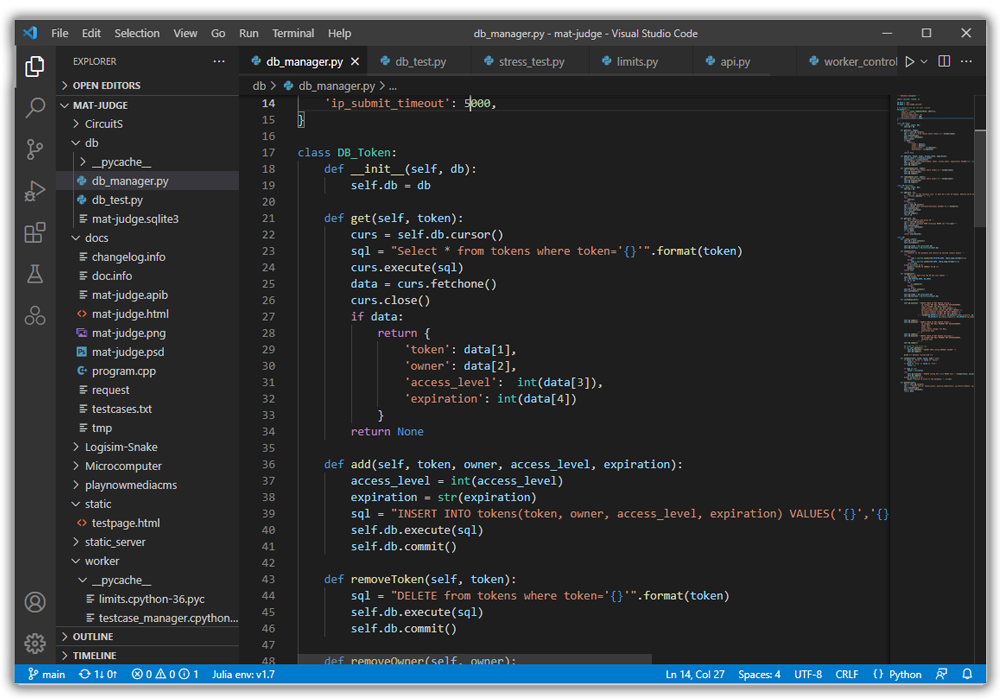 File Edit Selection View Go Run Terminal Help
db_manager.py - mat-judge - Visual Studio Code
EXPLORER
OPEN EDITORS
MAT-JUDGE
CircuitS
db
__pycache__
db_manager.py
db_test.py
mat-judge.sqlite3
docs
changelog.info
doc.info
mat-judge.apib
mat-judge.html
mat-judge.png
mat-judge.psd
program.cpp
request
testcases.txt
tmp
Logisim-Snake
Microcomputer
playnowmediacms
static
testpage.html
static_server
worker
__pycache__
limits.cpython-36.pyc
testcase_manager.cpython...
OUTLINE
TIMELINE
db_manager.py db_test.py stress_test.py limits.py api.py worker_control
db > db_manager.py > ...
14 'ip_submit_timeout': 5000,
15 }
16
17 class DB_Token:
18 def __init__(self, db):
19 self.db = db
20
21 def get(self, token):
22 curs = self.db.cursor()
23 sql = "Select * from tokens where token='{}'".format(token)
24 curs.execute(sql)
25 data = curs.fetchone()
26 curs.close()
27 if data:
28 return {
29 'token': data[1],
30 'owner': data[2],
31 'access_level':  int(data[3]),
32 'expiration': int(data[4])
33 }
34 return None
35
36 def add(self, token, owner, access_level, expiration):
37 access_level = int(access_level)
38 expiration = str(expiration)
39 sql = "INSERT INTO tokens(token, owner, access_level, expiration) VALUES('{}','{}
40 self.db.execute(sql)
41 self.db.commit()
42
43 def removeToken(self, token):
44 sql = "DELETE from tokens where token='{}'".format(token)
45 self.db.execute(sql)
46 self.db.commit()
47
48 def removeOwner(self, owner):
main 1↓ 0↑ 0 0 1 Julia env: v1.7 Ln 14, Col 27 Spaces: 4 UTF-8 CRLF {} Python